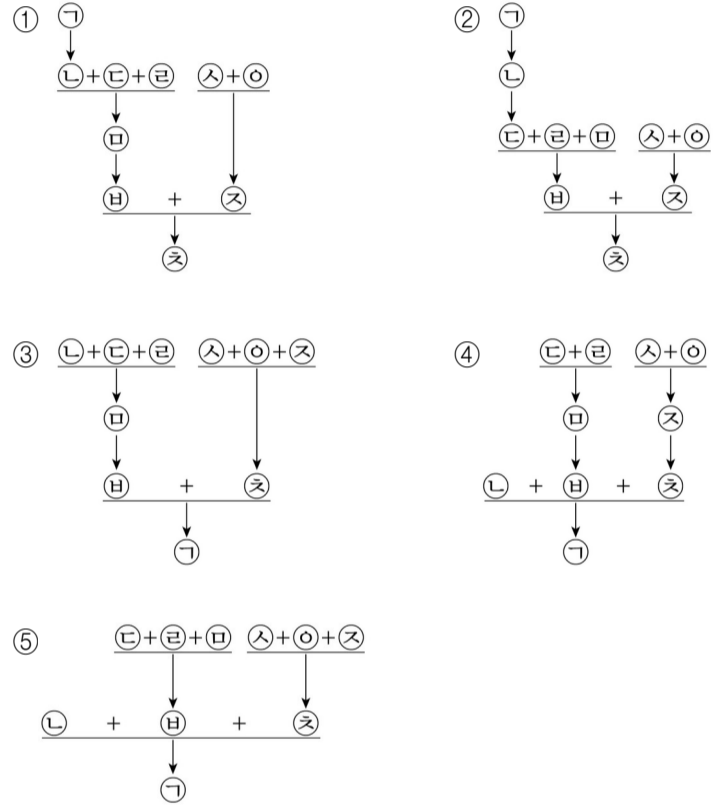 ① ㉠ ② ㉠
㉡+㉢+㉣ ㉦+㉧ ㉡
㉤ ㉢+㉣+㉤ ㉦+㉧
㉥ + ㉨ ㉥ + ㉨
㉩ ㉩
③ ㉡+㉢+㉣ ㉦+㉧+㉨ ④ ㉢+㉣ ㉦+㉧
㉤ ㉤ ㉨
㉥ + ㉩ ㉡ + ㉥ + ㉩
㉠ ㉠
⑤ ㉢+㉣+㉤ ㉦+㉧+㉨
㉡ + ㉥ + ㉩
㉠